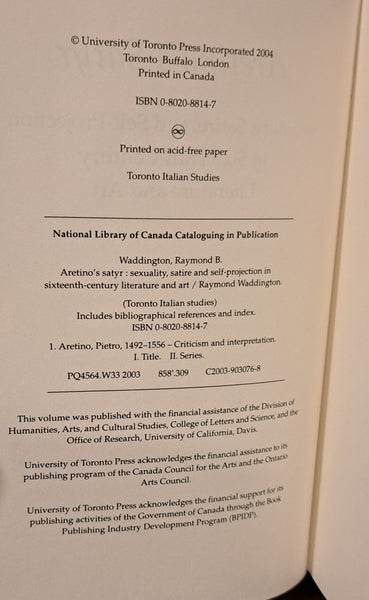 © University of Toronto Press Incorporated 2004
Toronto Buffalo London
Printed in Canada
ISBN 0-8020-8814-7
Printed on acid-free paper
Toronto Italian Studies
National Library of Canada Cataloguing in Publication
Waddington, Raymond B.
Aretino's satyr : sexuality, satire and self-projection in
sixteenth-century literature and art / Raymond Waddington.
(Toronto Italian studies)
Includes bibliographical references and index.
ISBN 0-8020-8814-7
1. Aretino, Pietro, 1492–1556 – Criticism and interpretation.
I. Title. II. Series.
PQ4564.W33 2003 858'.309 C2003-903076-8
This volume was published with the financial assistance of the Division of
Humanities, Arts, and Cultural Studies, College of Letters and Science, and the
Office of Research, University of California, Davis.
University of Toronto Press acknowledges the financial assistance to its
publishing program of the Canada Council for the Arts and the Ontario
Arts Council.
University of Toronto Press acknowledges the financial support for its
publishing activities of the Government of Canada through the Book
Publishing Industry Development Program (BPIDP).